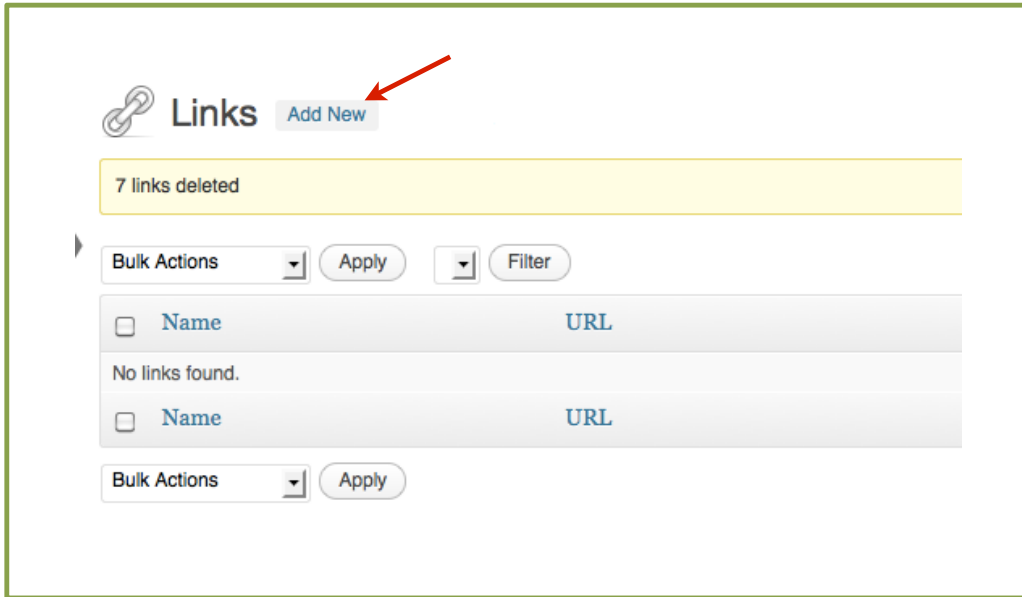 Links Add New
7 links deleted
Bulk Actions Apply Filter
Name URL
No links found.
Name URL
Bulk Actions Apply